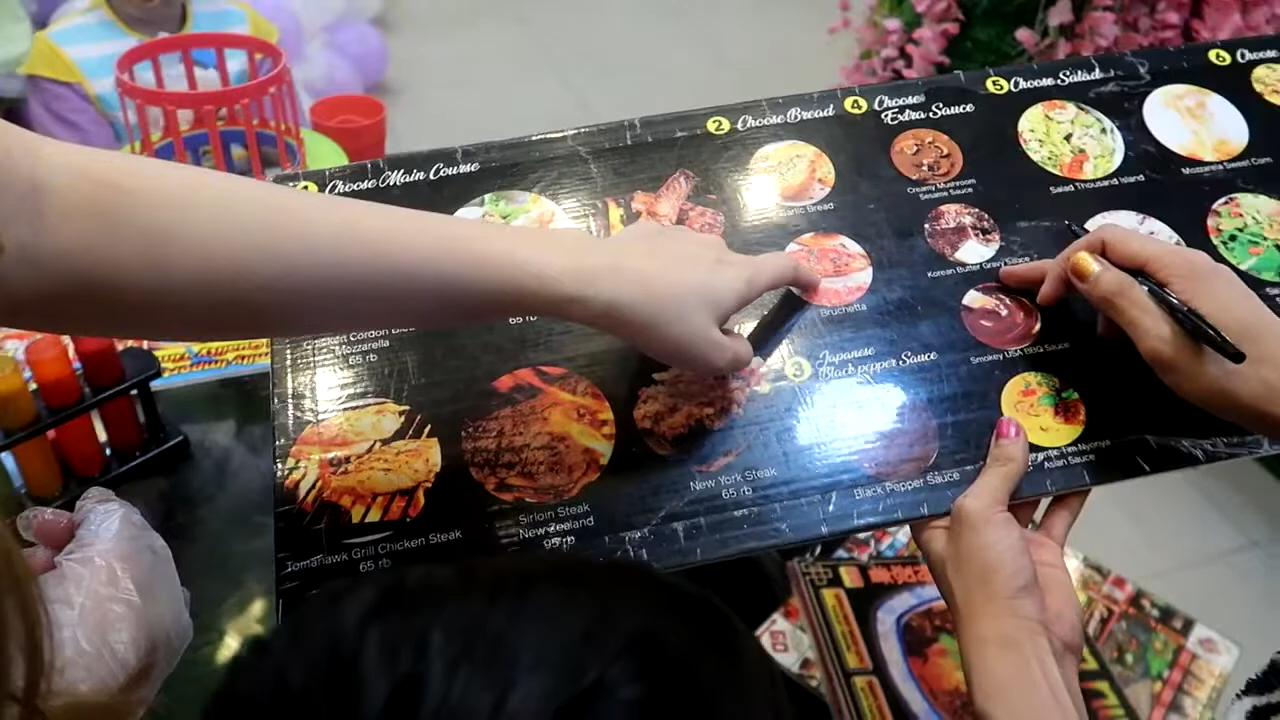 Choose Main Course
65 rb
Mozzarella
65 rb
Tomahawk Grill Chicken Steak
65 rb
Sirloin Steak
New Zealand
95 rb
New York Steak
65 rb
2 Choose Bread
Garlic Bread
Bruchetta
3 Japanese
Black pepper Sauce
Black Pepper Sauce
4 Choose
Extra Sauce
Creamy Mushroom
Sesame Sauce
Korean Butter Gravy Sauce
Smokey USA BBQ Sauce
Asian Sauce
5 Choose Salad
Salad Thousand Island
Mozzarella Sweet Corn
6 Choose